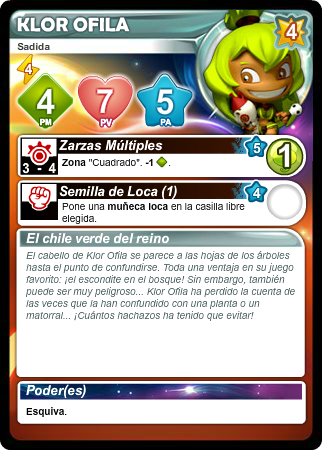 KLOR OFILA
4
Sadida
4
4
PM
7
PV
5
PA
Zarzas Múltiples
5
1
3 - 4
Zona "Cuadrado". -1 .
Semilla de Loca (1)
4
Pone una muñeca loca en la casilla libre
elegida.
El chile verde del reino
El cabello de Klor Ofila se parece a las hojas de los árboles
hasta el punto de confundirse. Toda una ventaja en su juego
favorito: ¡el escondite en el bosque! Sin embargo, también
puede ser muy peligroso... Klor Ofila ha perdido la cuenta de
las veces que la han confundido con una planta o un
matorral... ¡Cuántos hachazos ha tenido que evitar!
Poder(es)
Esquiva.